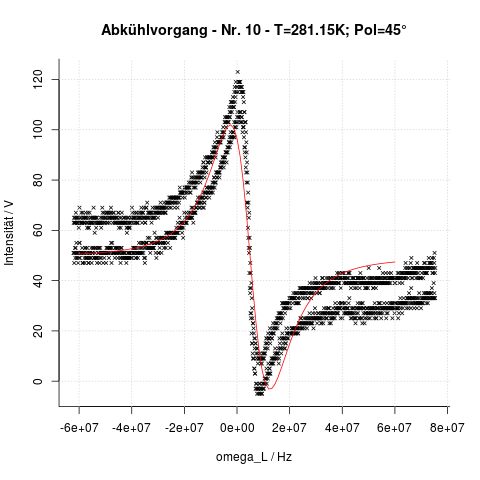 Abkühlvorgang - Nr. 10 - T=281.15K; Pol=45°
Intensität / V
120
100
80
60
40
20
0
-6e+07 -4e+07 -2e+07 0e+00 2e+07 4e+07 6e+07 8e+07
omega_L / Hz